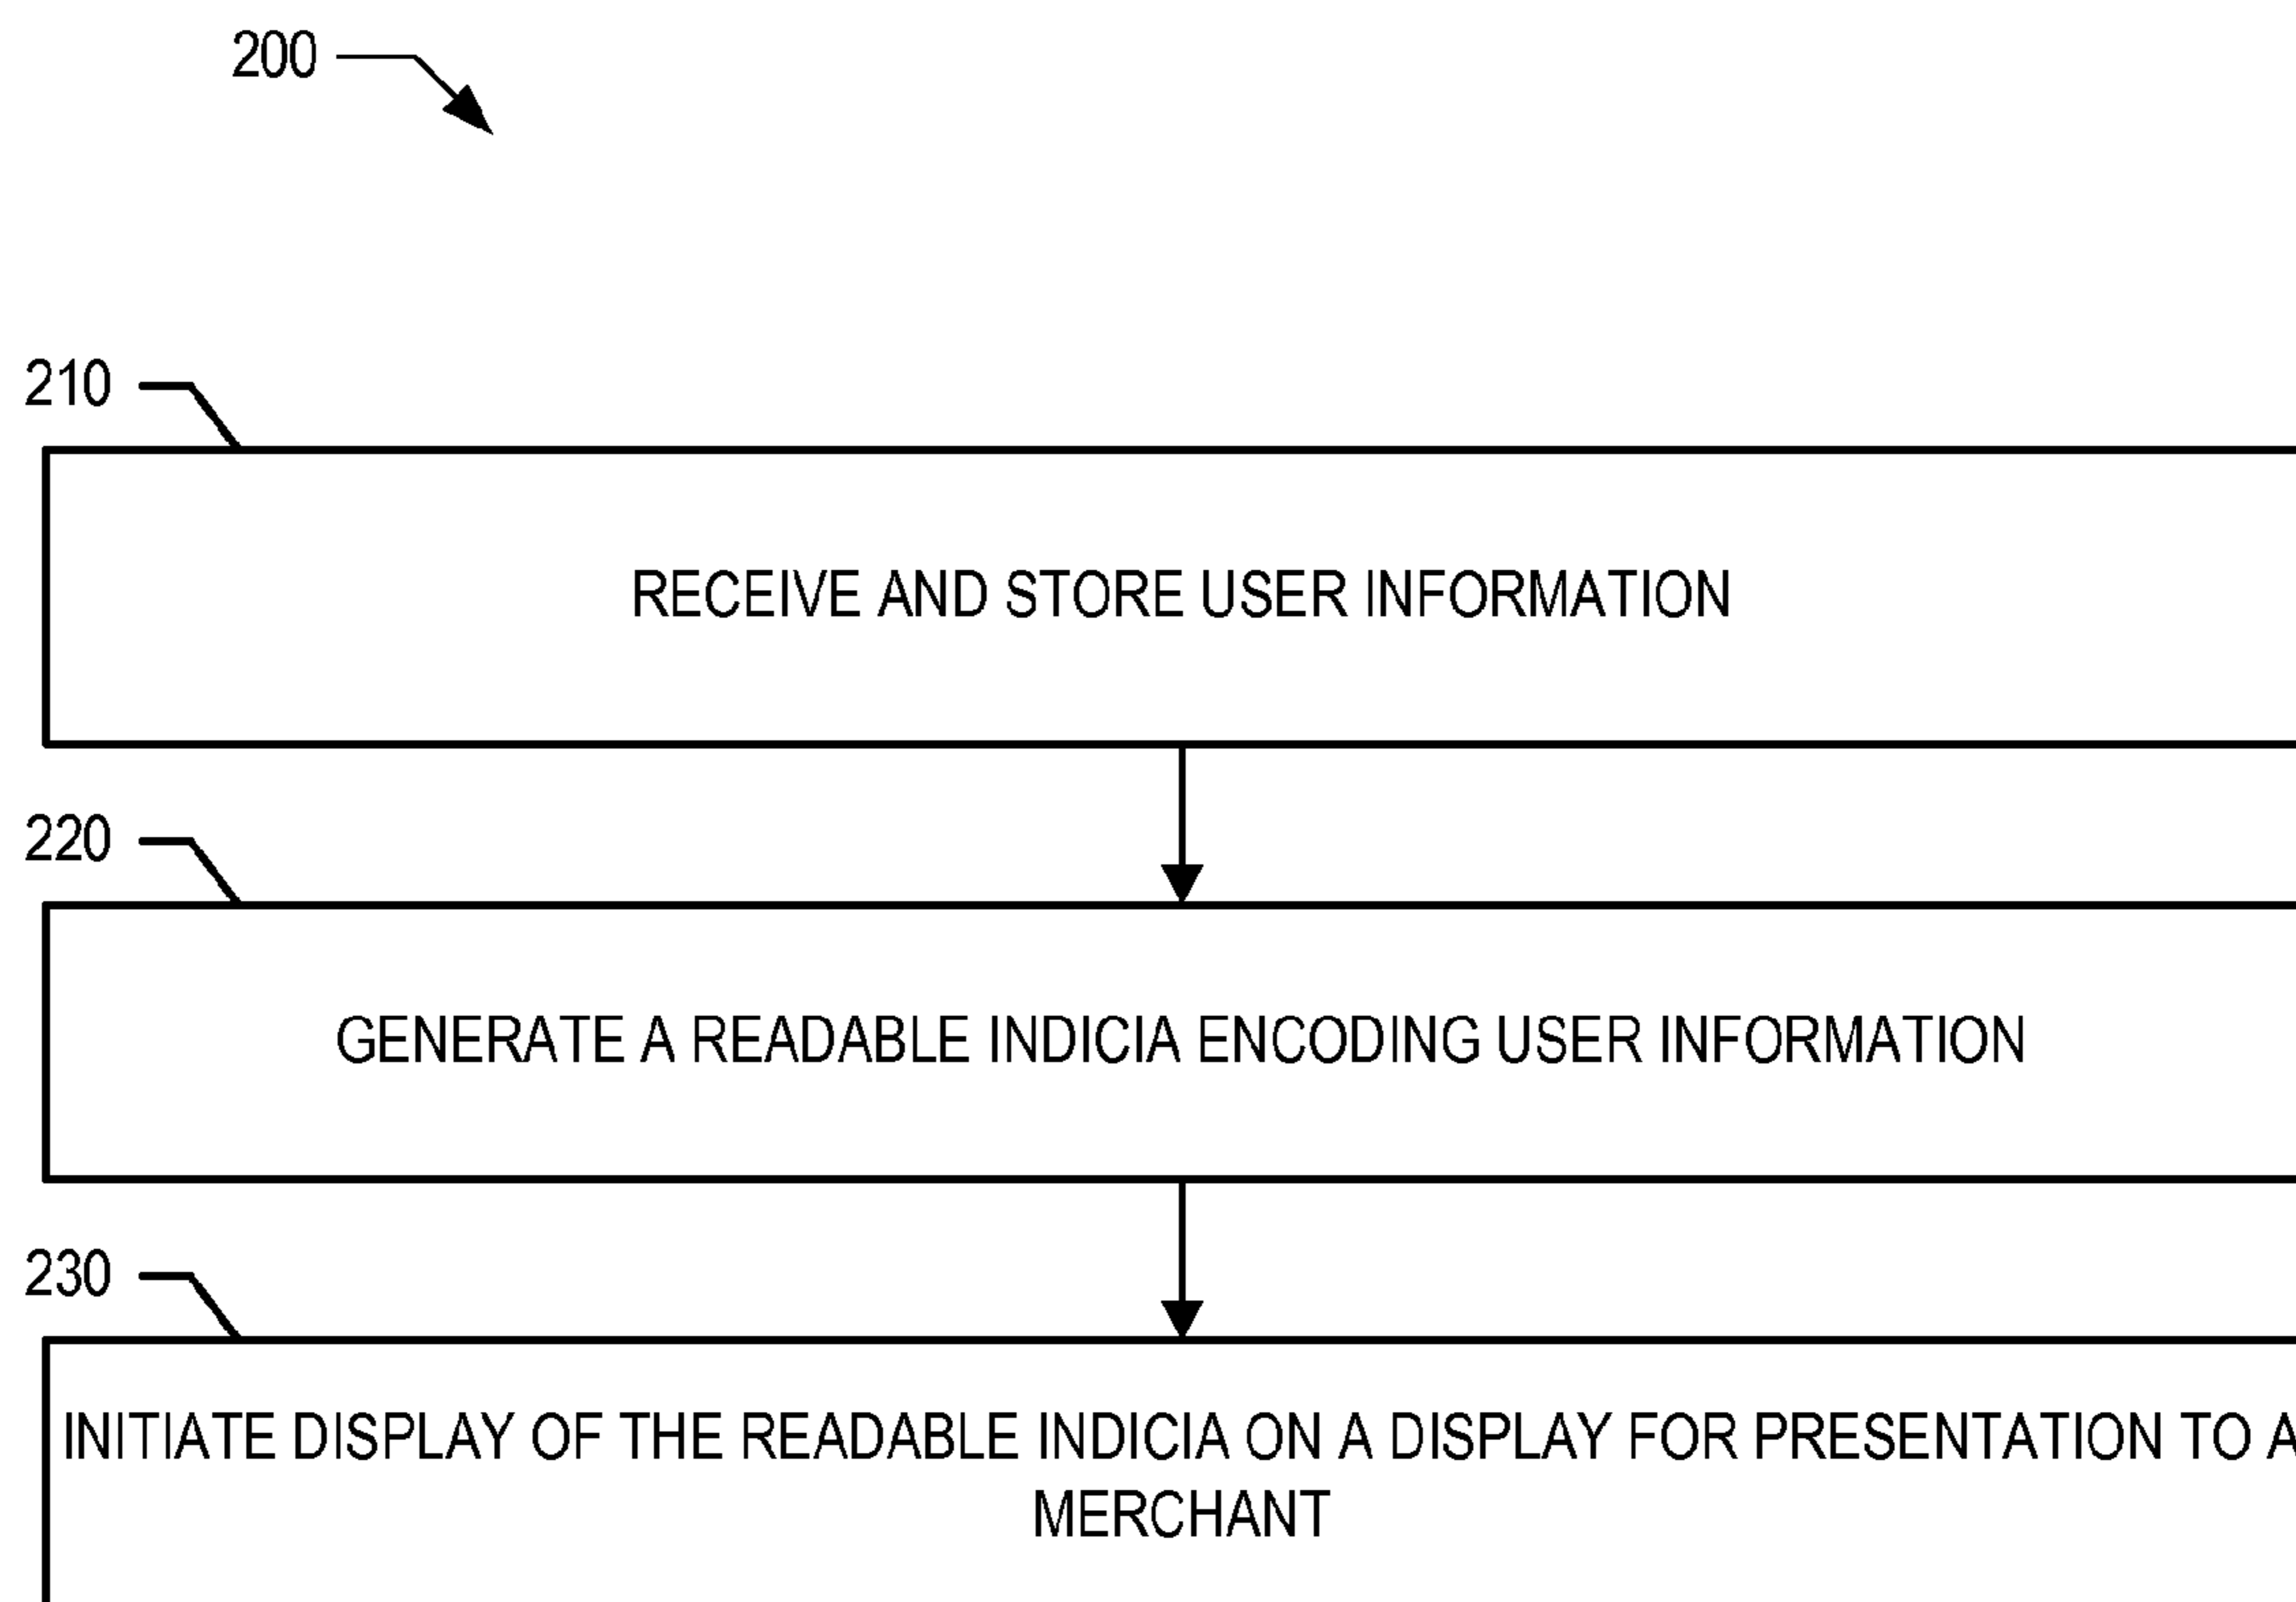 200
210
RECEIVE AND STORE USER INFORMATION
220
GENERATE A READABLE INDICIA ENCODING USER INFORMATION
230
INITIATE DISPLAY OF THE READABLE INDICIA ON A DISPLAY FOR PRESENTATION TO A
MERCHANT